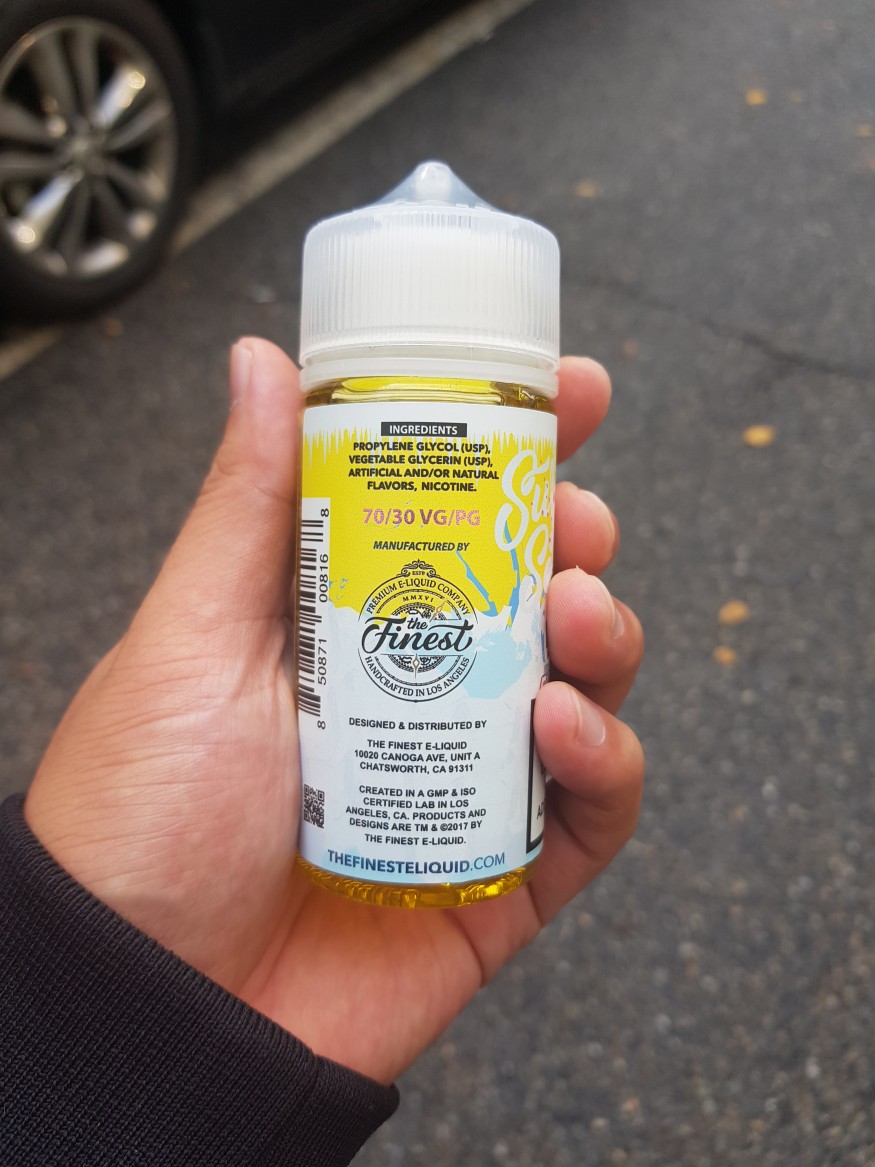 INGREDIENTS
PROPYLENE GLYCOL (USP),
VEGETABLE GLYCERIN (USP),
ARTIFICIAL AND/OR NATURAL
FLAVORS, NICOTINE.
70/30 VG/PG
MANUFACTURED BY
ESTD
PREMIUM E-LIQUID COMPANY
MMXVI
the
Finest
HANDCRAFTED IN LOS ANGELES
DESIGNED & DISTRIBUTED BY
THE FINEST E-LIQUID
10020 CANOGA AVE, UNIT A
CHATSWORTH, CA 91311
CREATED IN A GMP & ISO
CERTIFIED LAB IN LOS
ANGELES, CA. PRODUCTS AND
DESIGNS ARE TM & ©2017 BY
THE FINEST E-LIQUID.
THEFINESTELIQUID.COM
8 50871 00816 8